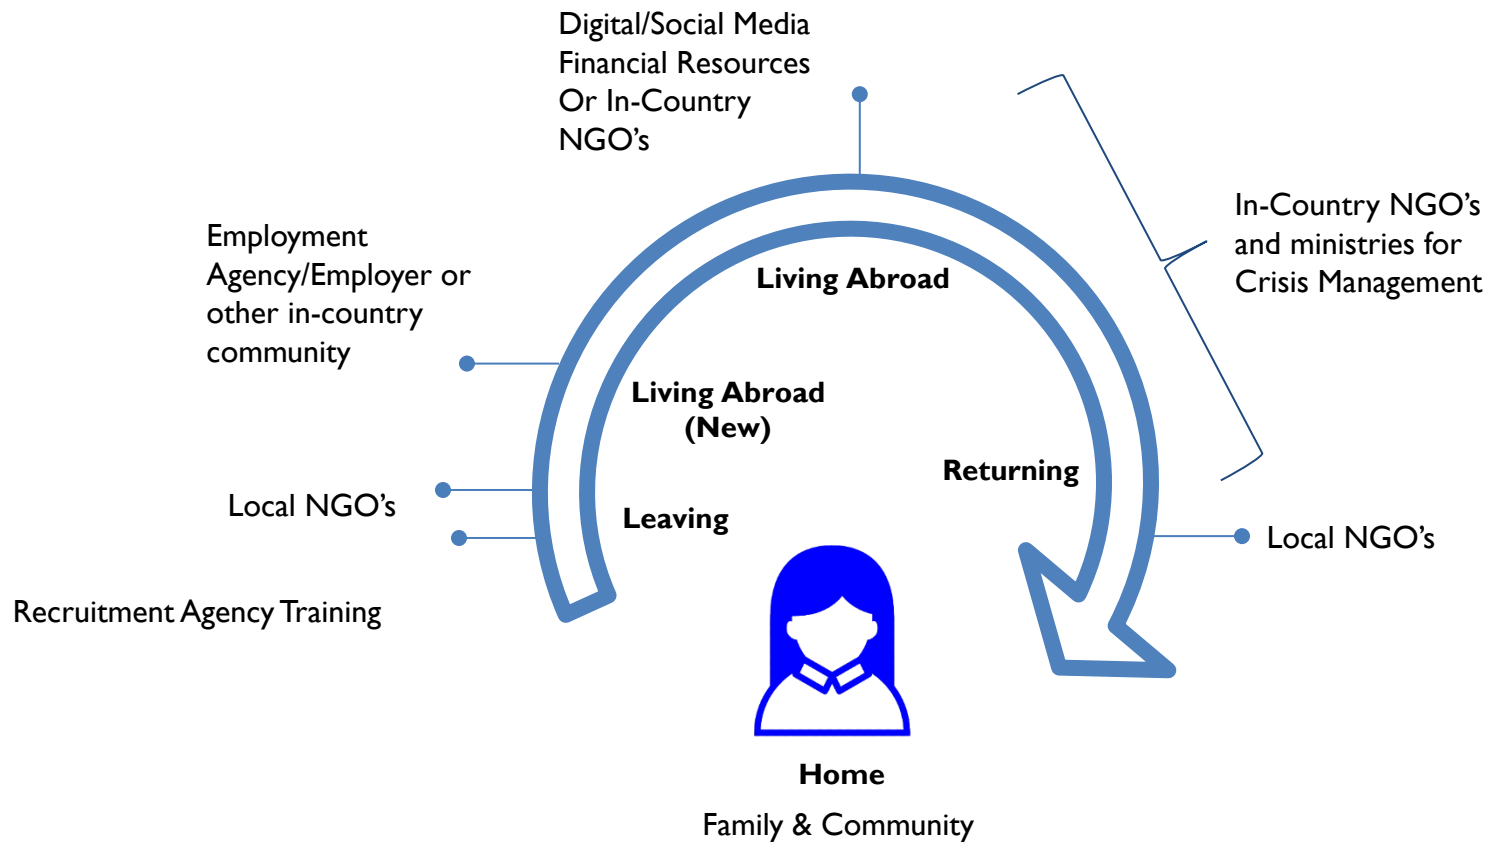 Digital/Social Media
Financial Resources
Or In-Country
NGO’s
In-Country NGO’s
and ministries for
Crisis Management
Employment
Agency/Employer or
other in-country
community
Living Abroad
Living Abroad
(New)
Returning
Local NGO’s
Leaving
Local NGO’s
Recruitment Agency Training
Home
Family & Community